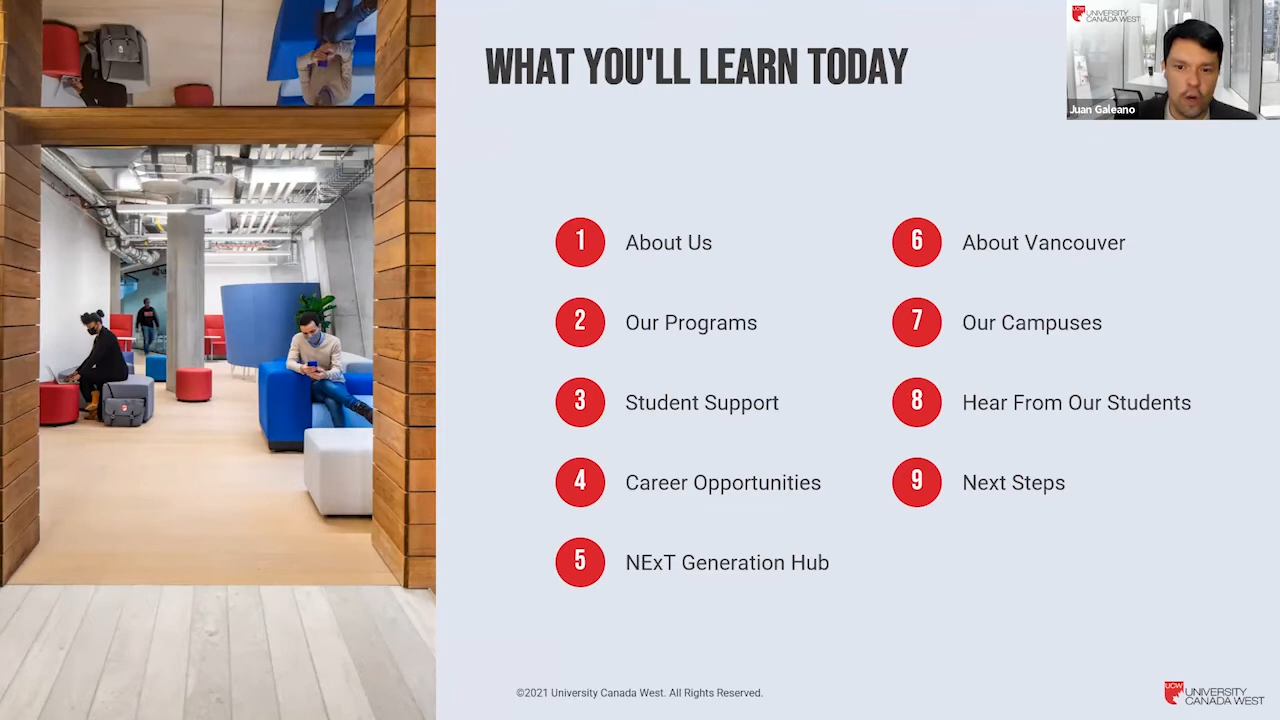 WHAT YOU'LL LEARN TODAY
UCW
UNIVERSITY
CANADA WEST
Juan Galeano
1 About Us
2 Our Programs
3 Student Support
4 Career Opportunities
5 NExT Generation Hub
6 About Vancouver
7 Our Campuses
8 Hear From Our Students
9 Next Steps
©2021 University Canada West. All Rights Reserved.
UCW
UNIVERSITY
CANADA WEST